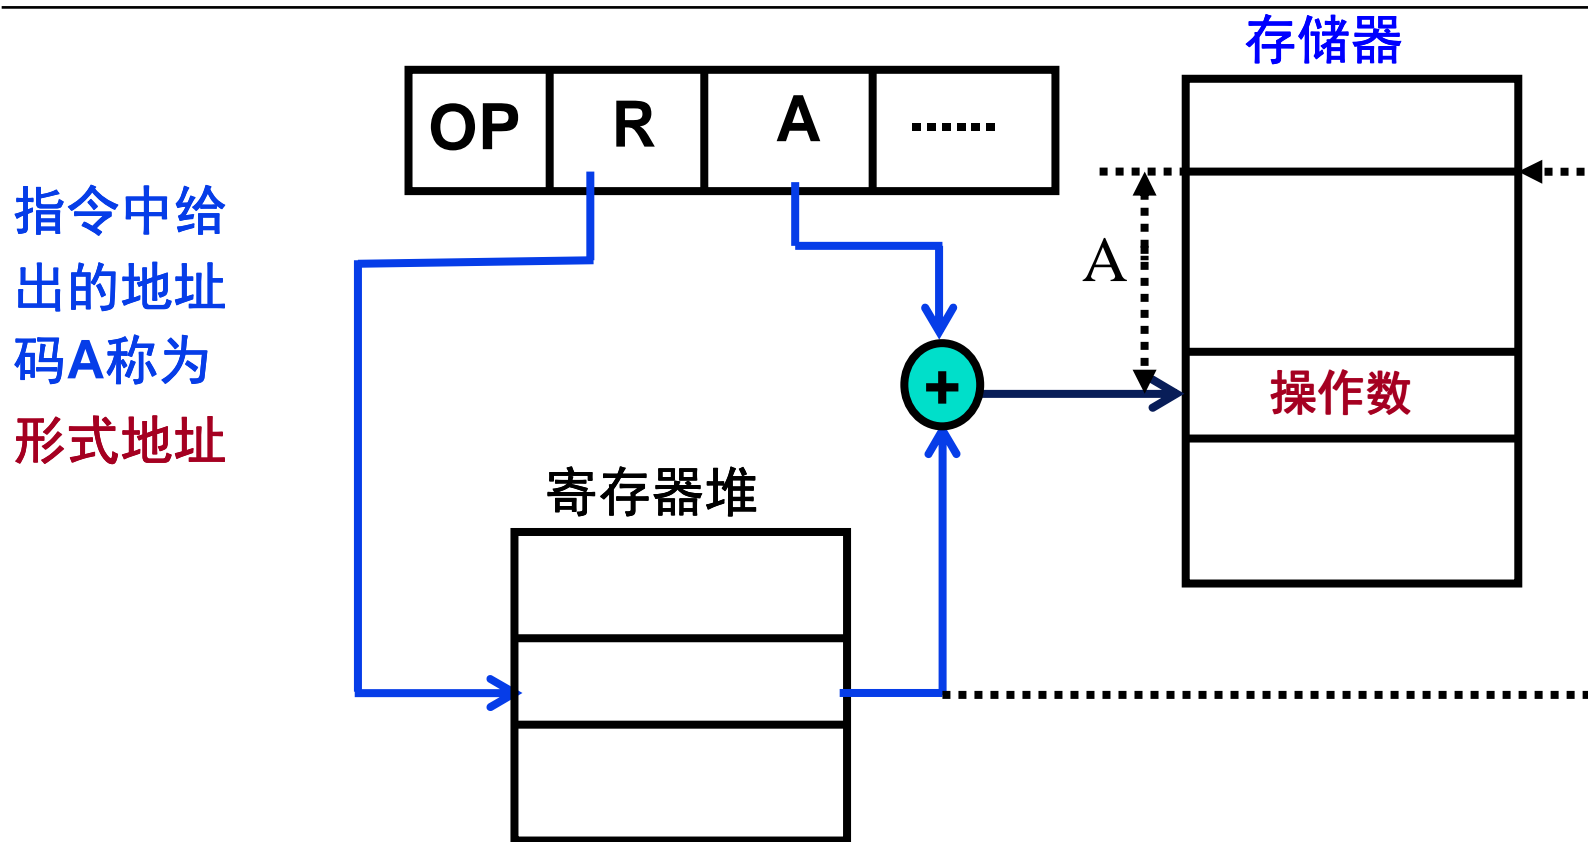 存储器
OP R A ······
指令中给
出的地址
码A称为
形式地址
A
+
操作数
寄存器堆